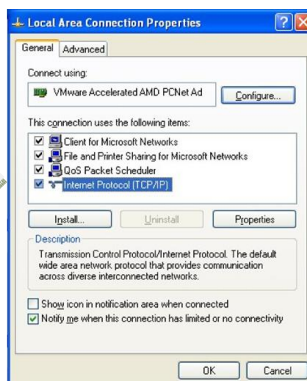 Local Area Connection Properties
General Advanced
Connect using:
VMware Accelerated AMD PCNet Ad Configure...
This connection uses the following items:
Client for Microsoft Networks
File and Printer Sharing for Microsoft Networks
QoS Packet Scheduler
Internet Protocol (TCP/IP)
Install... Uninstall Properties
Description
Transmission Control Protocol/Internet Protocol. The default
wide area network protocol that provides communication
across diverse interconnected networks.
Show icon in notification area when connected
Notify me when this connection has limited or no connectivity
OK Cancel